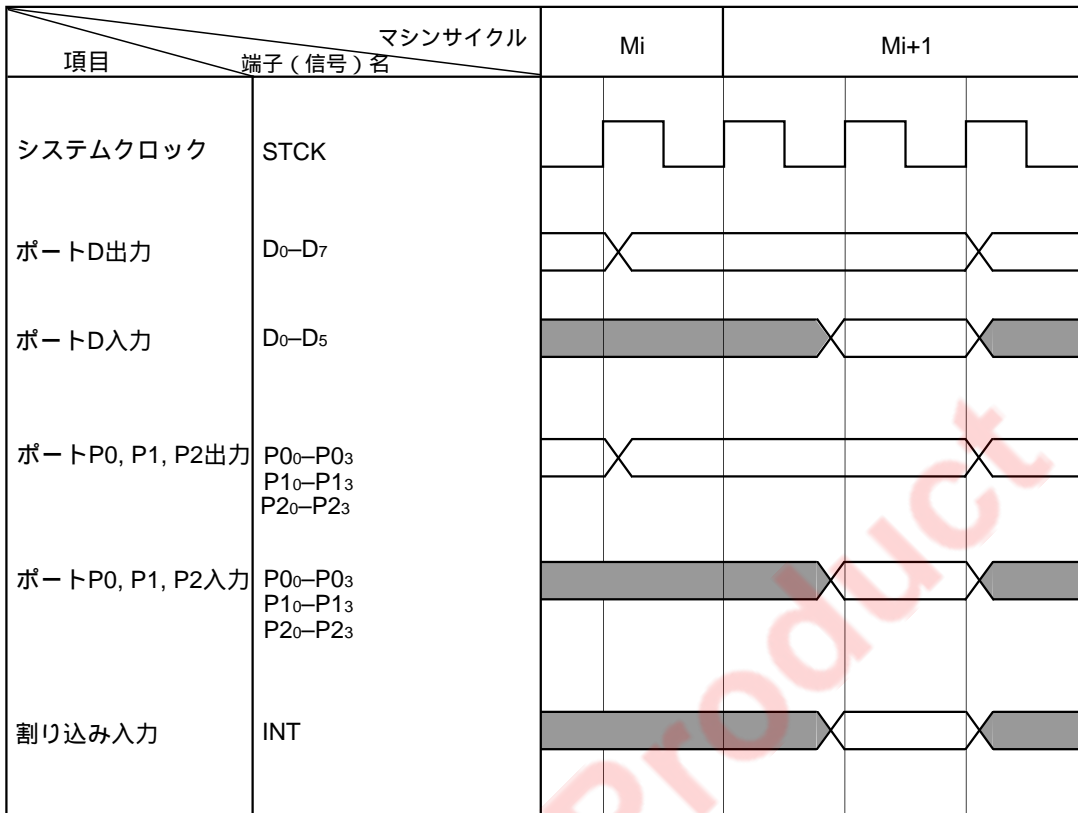 マシンサイクル
項目 端子(信号)名 Mi Mi+1
システムクロック STCK
ポートD出力 D0–D7
ポートD入力 D0–D5
ポートP0, P1, P2出力 P00–P03
P10–P13
P20–P23
ポートP0, P1, P2入力 P00–P03
P10–P13
P20–P23
割り込み入力 INT
Product